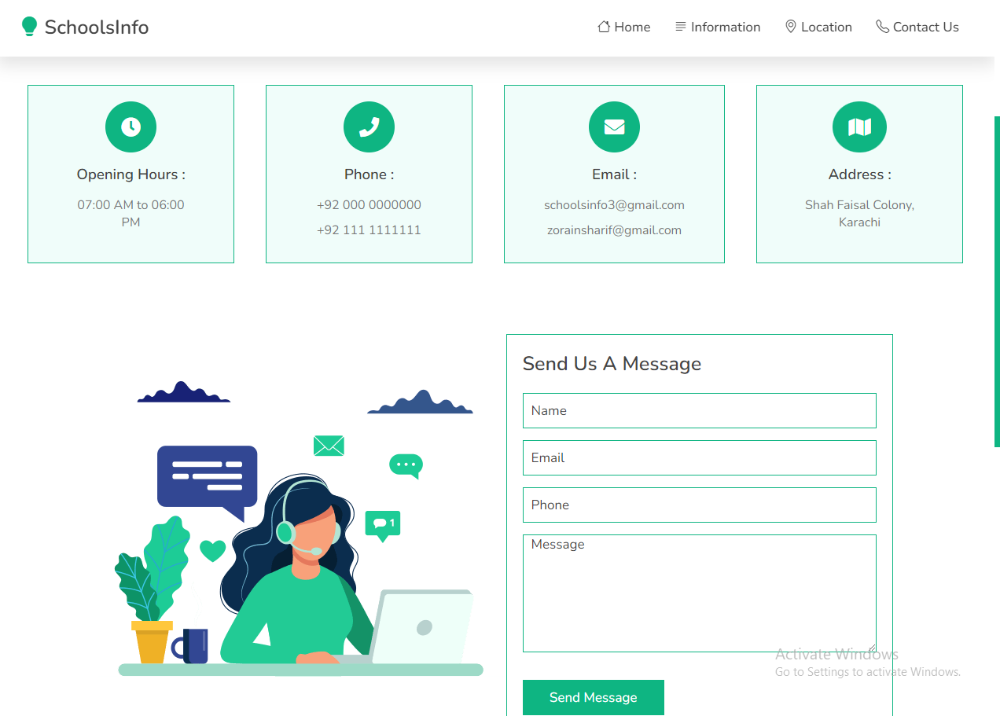 SchoolsInfo
Home
Information
Location
Contact Us
Opening Hours :
07:00 AM to 06:00
PM
Phone :
+92 000 0000000
+92 111 1111111
Email :
schoolsinfo3@gmail.com
zorainsharif@gmail.com
Address :
Shah Faisal Colony,
Karachi
1
Send Us A Message
Name
Email
Phone
Message
Send Message
Activate Windows
Go to Settings to activate Windows.